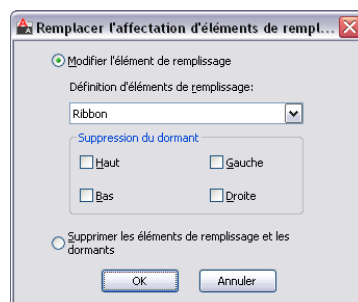 Remplacer l'affectation d'éléments de rempl...
Modifier l'élément de remplissage
Définition d'éléments de remplissage:
Ribbon
Suppression du dormant
Haut
Gauche
Bas
Droite
Supprimer les éléments de remplissage et les
dormants
OK
Annuler